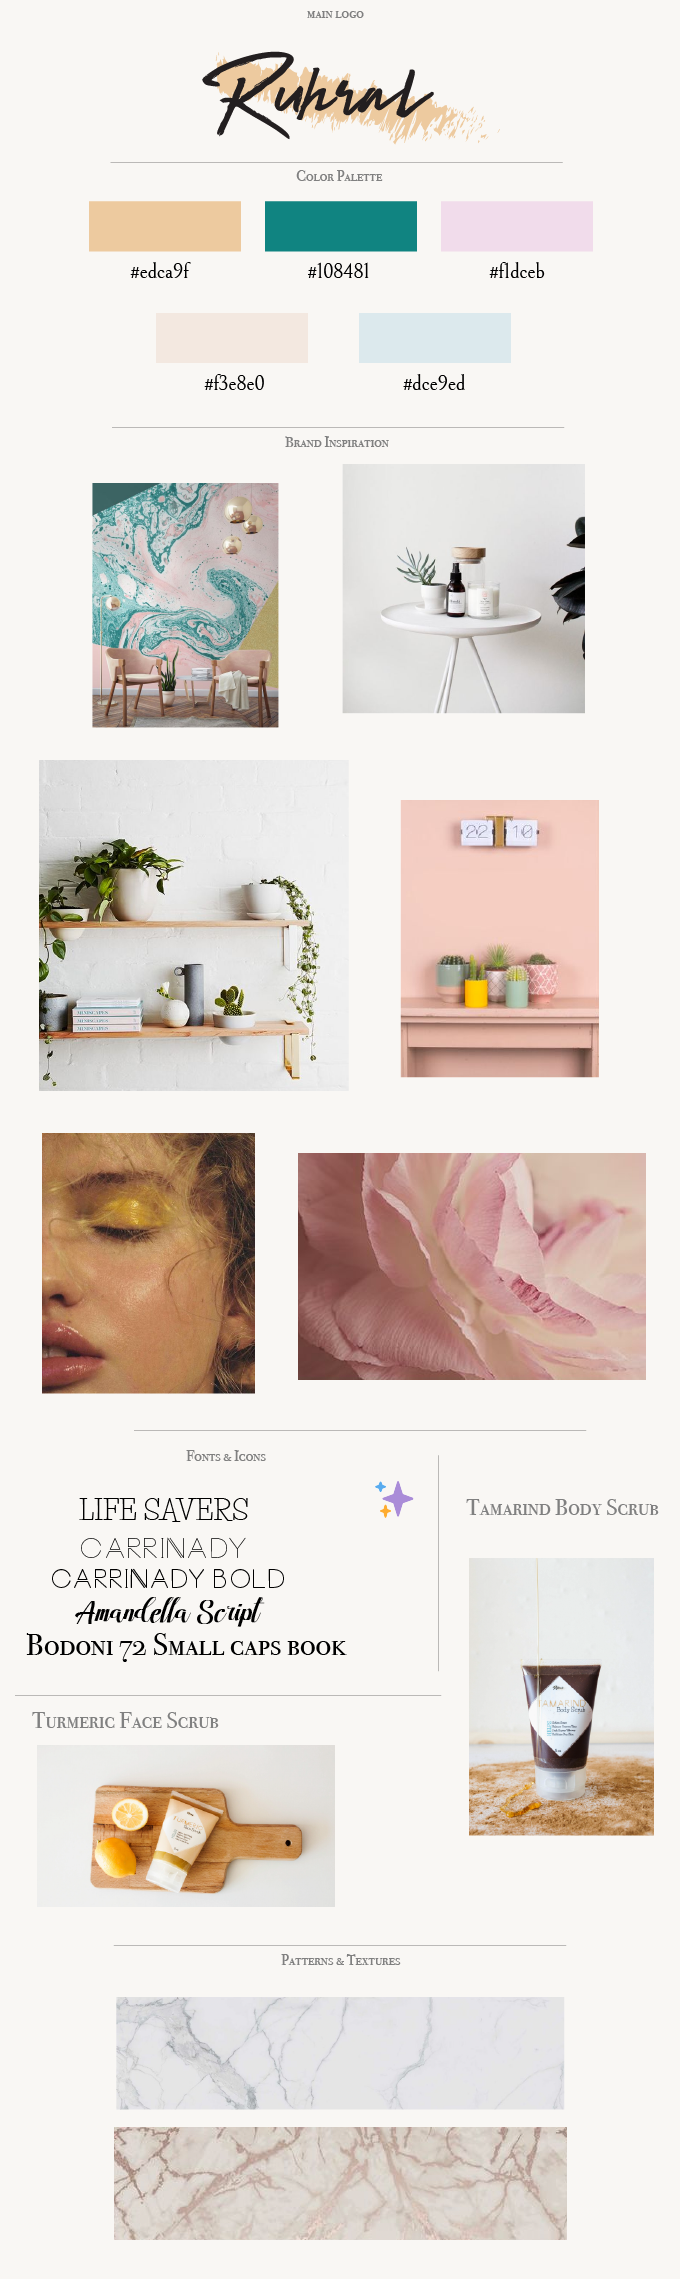 MAIN LOGO
Ruhral
Color Palette
#edca9f
#108481
#f1dceb
#f3e8e0
#dce9ed
Brand Inspiration
22 10
Fonts & Icons
LIFE SAVERS
CARRINADY
CARRINADY BOLD
Amandella Script
Bodoni 72 Small caps book
Tamarind Body Scrub
TAMARIND
Body Scrub
Turmeric Face Scrub
Patterns & Textures